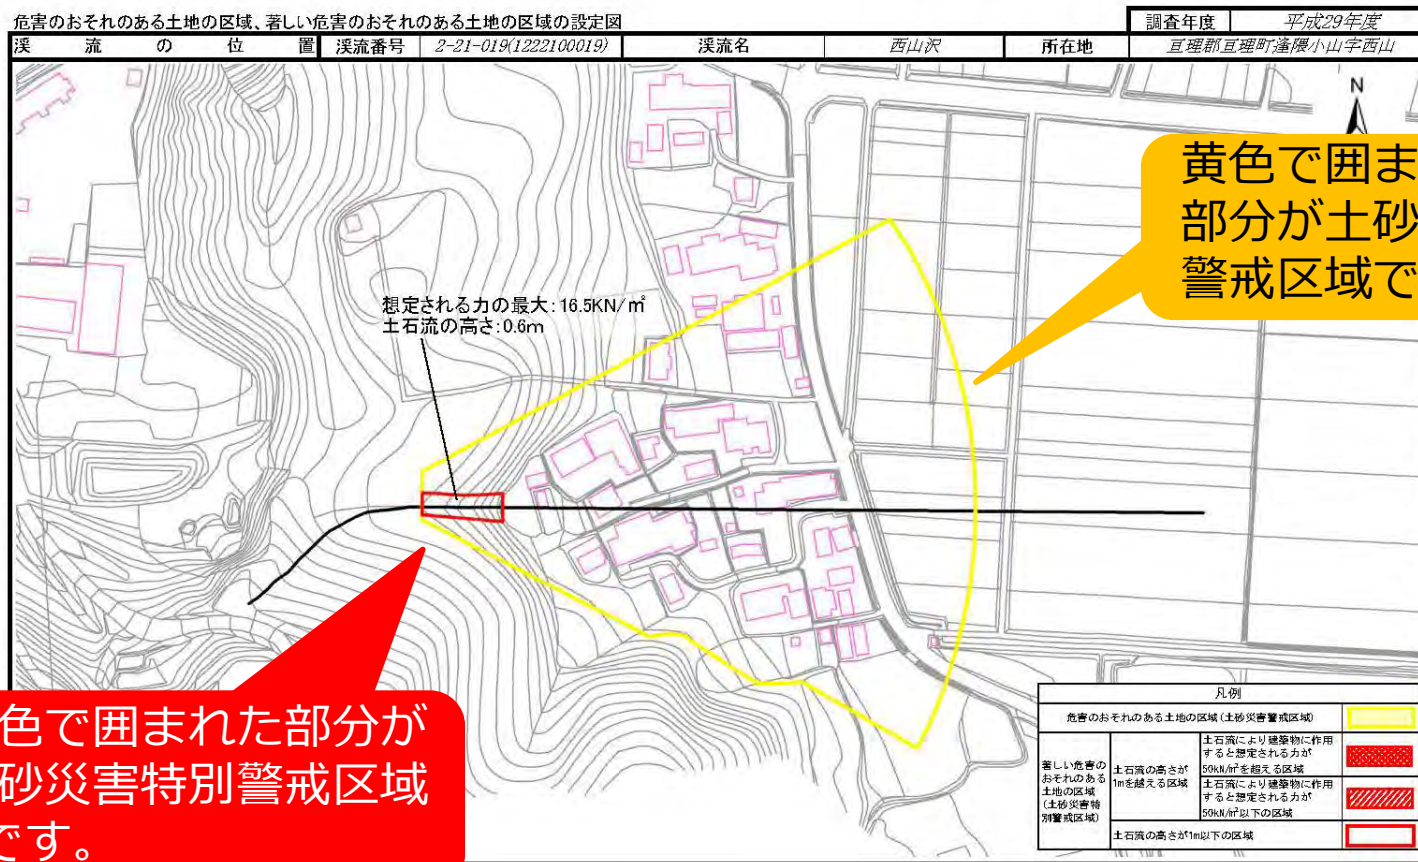 危害のおそれのある土地の区域、著しい危害のおそれのある土地の区域の設定図
調査年度 平成29年度
渓流の位置 渓流番号 2-21-019(1222100019) 渓流名 西山沢 所在地 亘理郡亘理町逢隈小山字西山
N
黄色で囲ま
部分が土砂
警戒区域で
想定される力の最大:16.5KN/㎡
土石流の高さ:0.6m
色で囲まれた部分が
砂災害特別警戒区域
です。
凡例
危害のおそれのある土地の区域(土砂災害警戒区域)
著しい危害の
おそれのある
土地の区域
(土砂災害特
別警戒区域)
土石流の高さが
1mを越える区域
土石流により建築物に作用
すると想定される力が
50kN/㎡を越える区域
土石流により建築物に作用
すると想定される力が
50kN/㎡以下の区域
土石流の高さが1m以下の区域